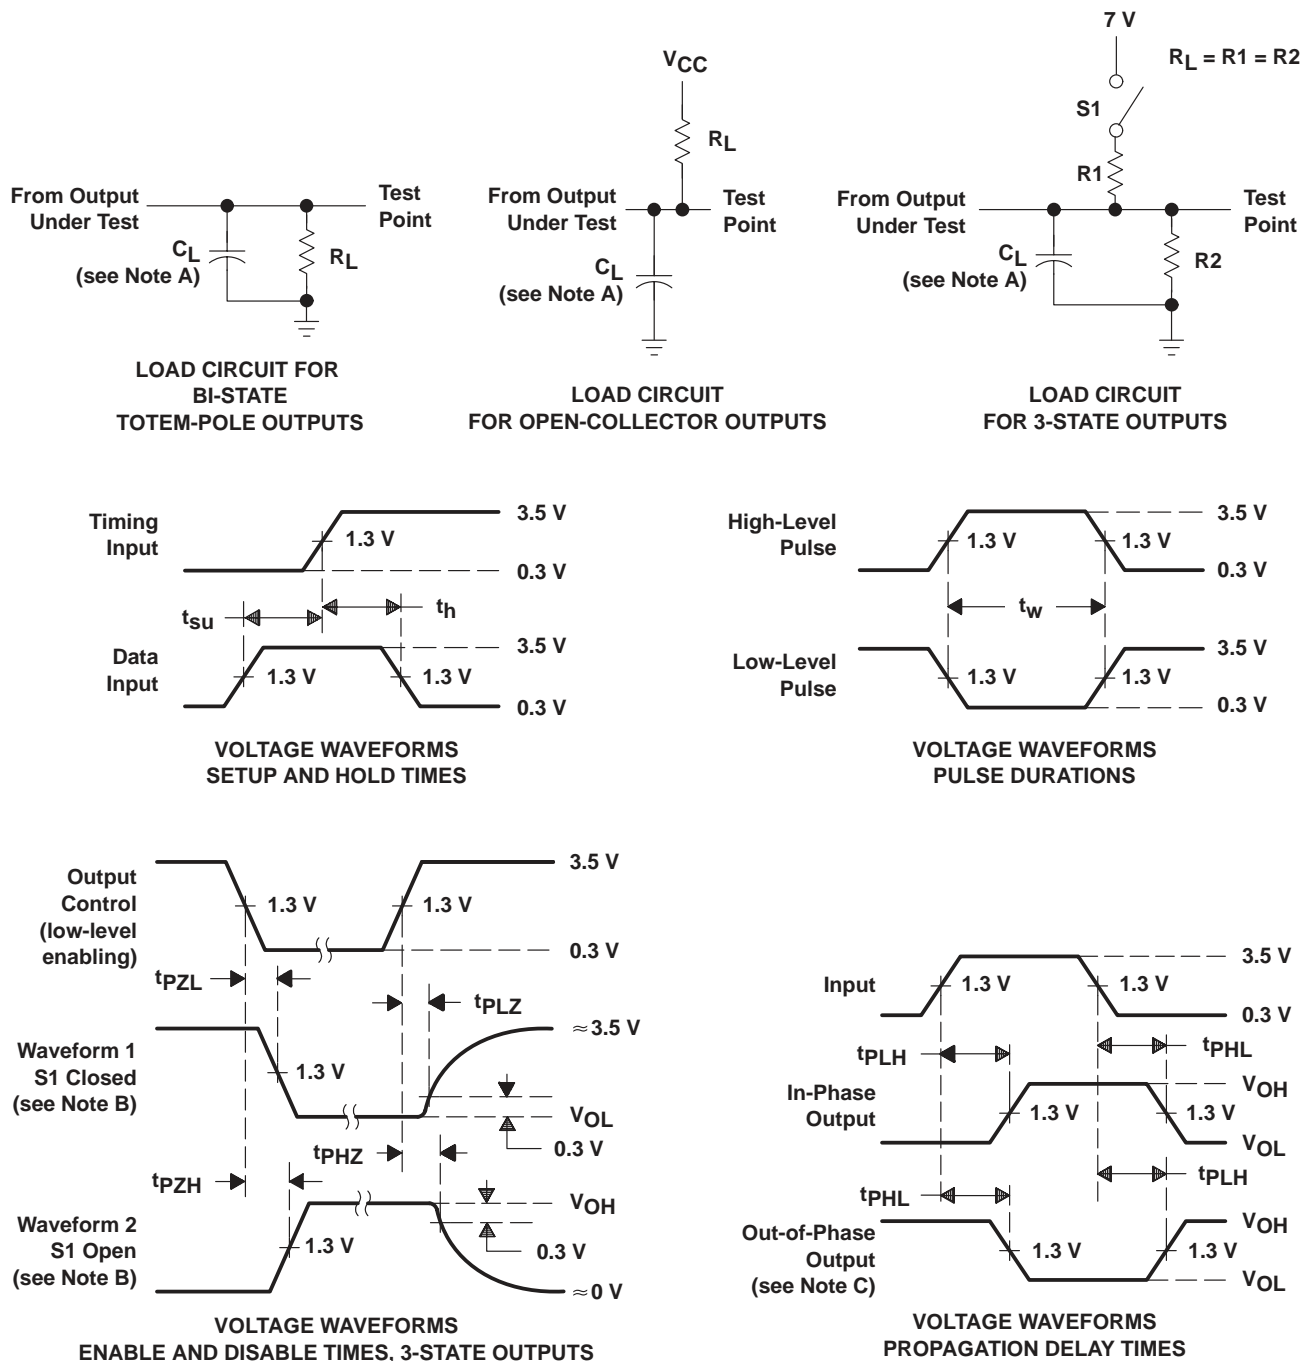 From Output
Under Test
Test
Point
CL
(see Note A)
RL
LOAD CIRCUIT FOR
BI-STATE
TOTEM-POLE OUTPUTS
VCC
RL
From Output
Under Test
Test
Point
CL
(see Note A)
LOAD CIRCUIT
FOR OPEN-COLLECTOR OUTPUTS
7 V
RL = R1 = R2
S1
R1
From Output
Under Test
Test
Point
CL
(see Note A)
R2
LOAD CIRCUIT
FOR 3-STATE OUTPUTS
Timing
Input
3.5 V
1.3 V
0.3 V
tsu
th
Data
Input
3.5 V
1.3 V
1.3 V
0.3 V
VOLTAGE WAVEFORMS
SETUP AND HOLD TIMES
High-Level
Pulse
3.5 V
1.3 V
1.3 V
0.3 V
tw
Low-Level
Pulse
3.5 V
1.3 V
1.3 V
0.3 V
VOLTAGE WAVEFORMS
PULSE DURATIONS
Output
Control
(low-level
enabling)
3.5 V
1.3 V
1.3 V
0.3 V
tPZL
tPLZ
Waveform 1
S1 Closed
(see Note B)
≈3.5 V
1.3 V
VOL
0.3 V
tPHZ
tPZH
Waveform 2
S1 Open
(see Note B)
VOH
1.3 V
0.3 V
≈0 V
VOLTAGE WAVEFORMS
ENABLE AND DISABLE TIMES, 3-STATE OUTPUTS
Input
3.5 V
1.3 V
1.3 V
0.3 V
tPLH
tPHL
In-Phase
Output
VOH
1.3 V
1.3 V
VOL
tPHL
tPLH
Out-of-Phase
Output
(see Note C)
VOH
1.3 V
1.3 V
VOL
VOLTAGE WAVEFORMS
PROPAGATION DELAY TIMES